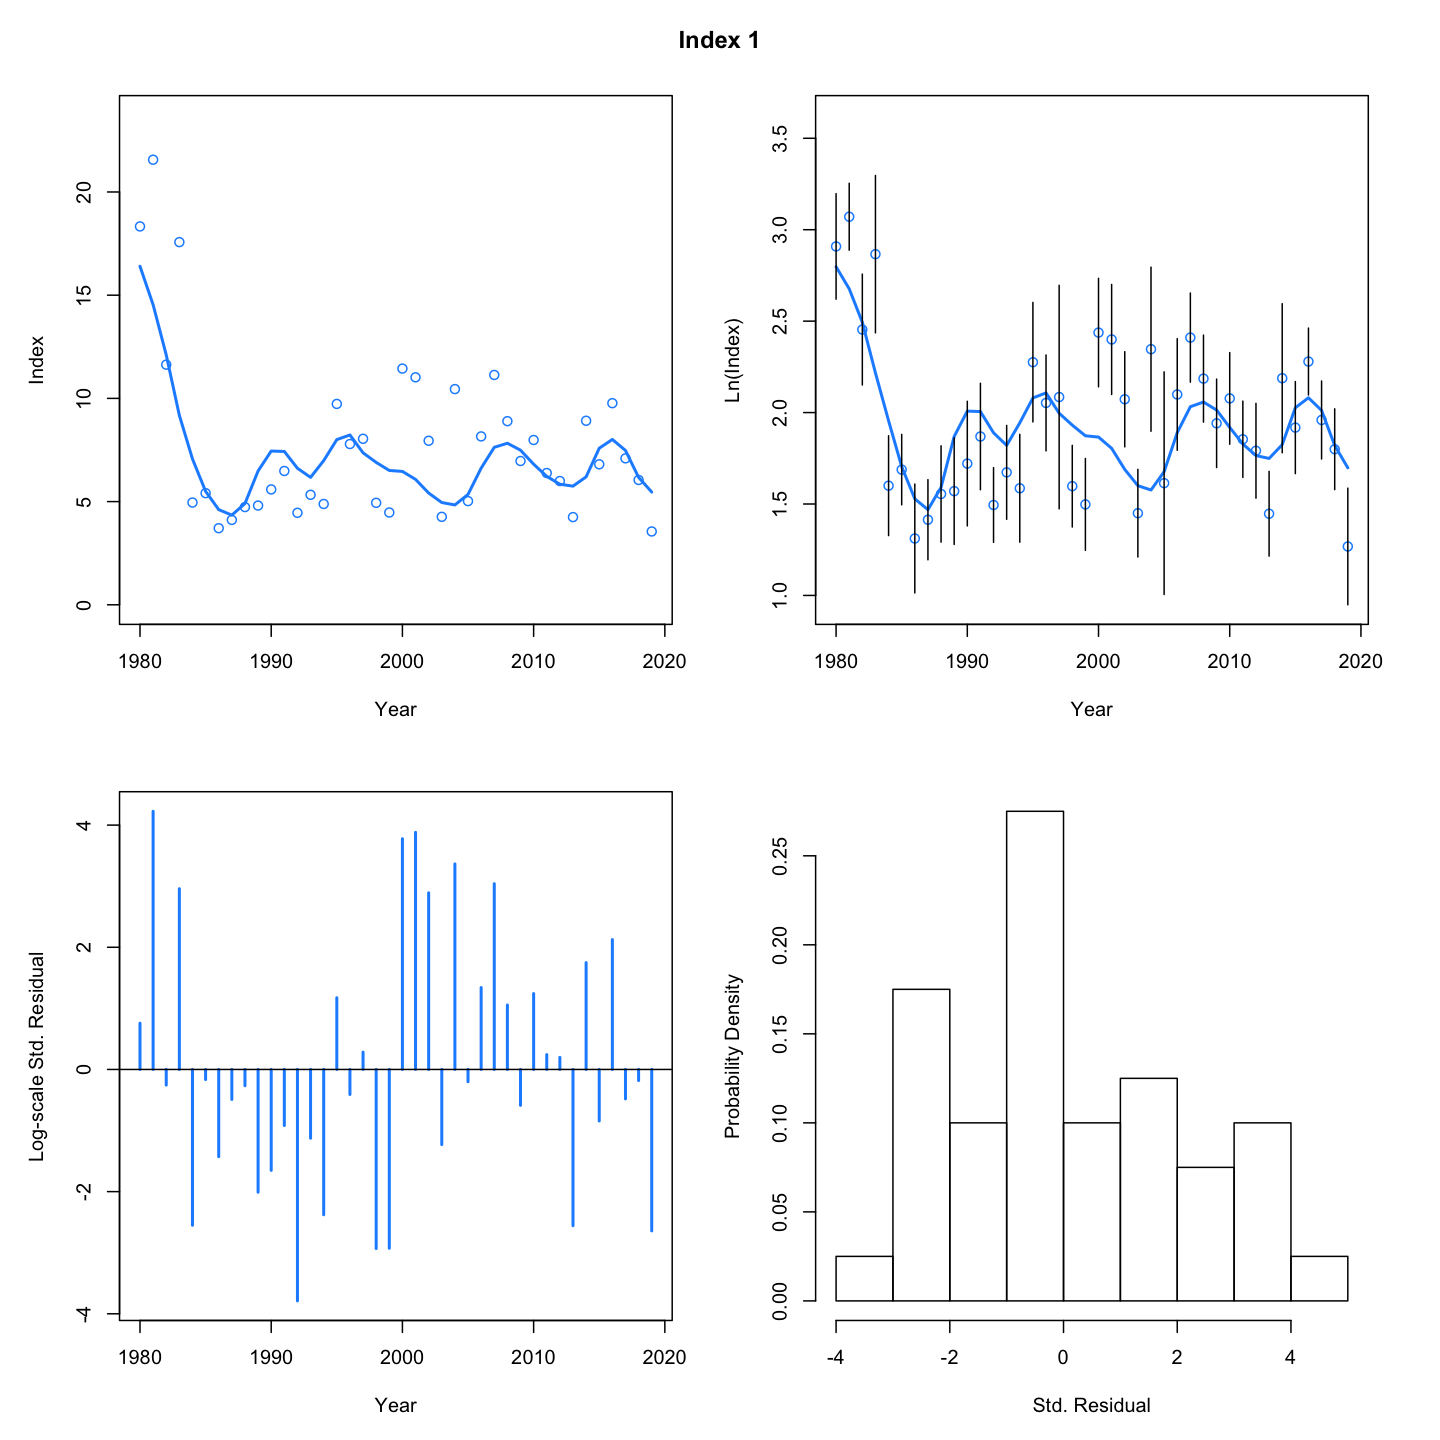 Index 1
Index
20
15
10
5
0
1980 1990 2000 2010 2020
Year
Ln(Index)
3.5
3.0
2.5
2.0
1.5
1.0
1980 1990 2000 2010 2020
Year
Log-scale Std. Residual
4
2
0
-2
-4
1980 1990 2000 2010 2020
Year
Probability Density
0.25
0.20
0.15
0.10
0.05
0.00
-4 -2 0 2 4
Std. Residual